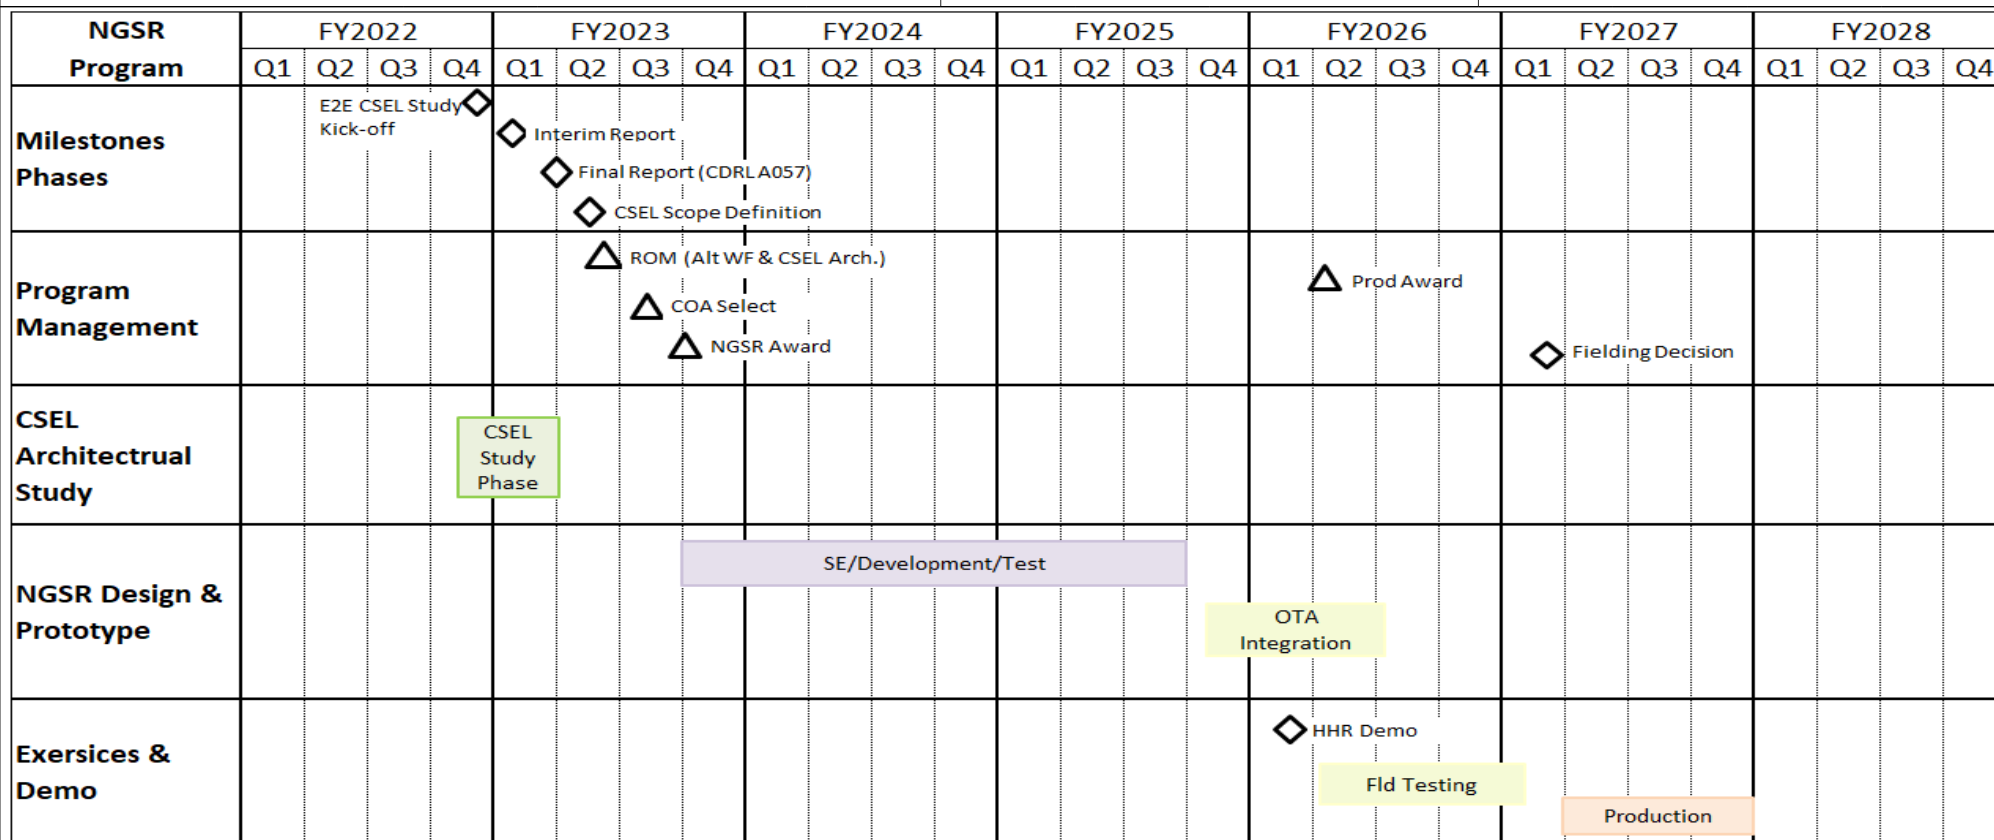 NGSR
Program
FY2022 FY2023 FY2024 FY2025 FY2026 FY2027 FY2028
Q1 Q2 Q3 Q4 Q1 Q2 Q3 Q4 Q1 Q2 Q3 Q4 Q1 Q2 Q3 Q4 Q1 Q2 Q3 Q4 Q1 Q2 Q3 Q4 Q1 Q2 Q3 Q4
Milestones
Phases
E2E CSEL Study
Kick-off
Interim Report
Final Report (CDRL A057)
CSEL Scope Definition
Program
Management
ROM (Alt WF & CSEL Arch.)
COA Select
NGSR Award
Prod Award
Fielding Decision
CSEL
Architectrual
Study
CSEL
Study
Phase
NGSR Design &
Prototype
SE/Development/Test
OTA
Integration
Exersices &
Demo
HHR Demo
Fld Testing
Production